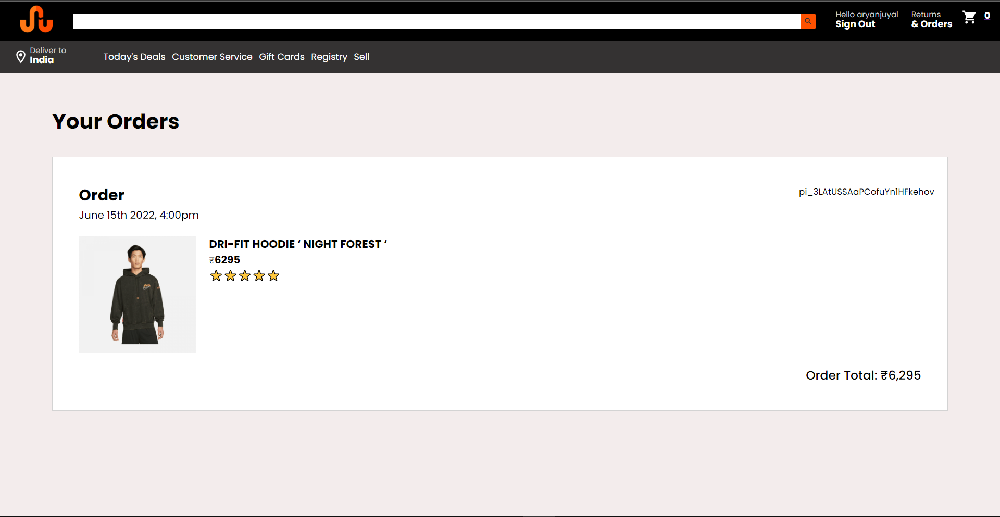 Hello aryanjuyal
Sign Out
Returns
& Orders
0
Deliver to
India
Today's Deals Customer Service Gift Cards Registry Sell
Your Orders
Order
pi_3LAtUSSAaPCofuYn1HFkehov
June 15th 2022, 4:00pm
DRI-FIT HOODIE ‘ NIGHT FOREST ‘
₹6295
Order Total: ₹6,295